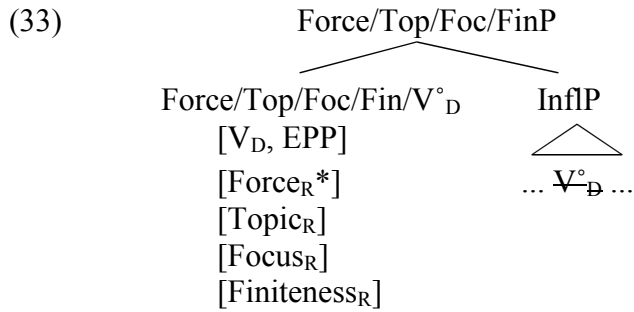 (33) Force/Top/Foc/FinP
Force/Top/Foc/Fin/V°D InflP
[VD, EPP]
[ForceR*] ... V°D ...
[TopicR]
[FocusR]
[FinitenessR]